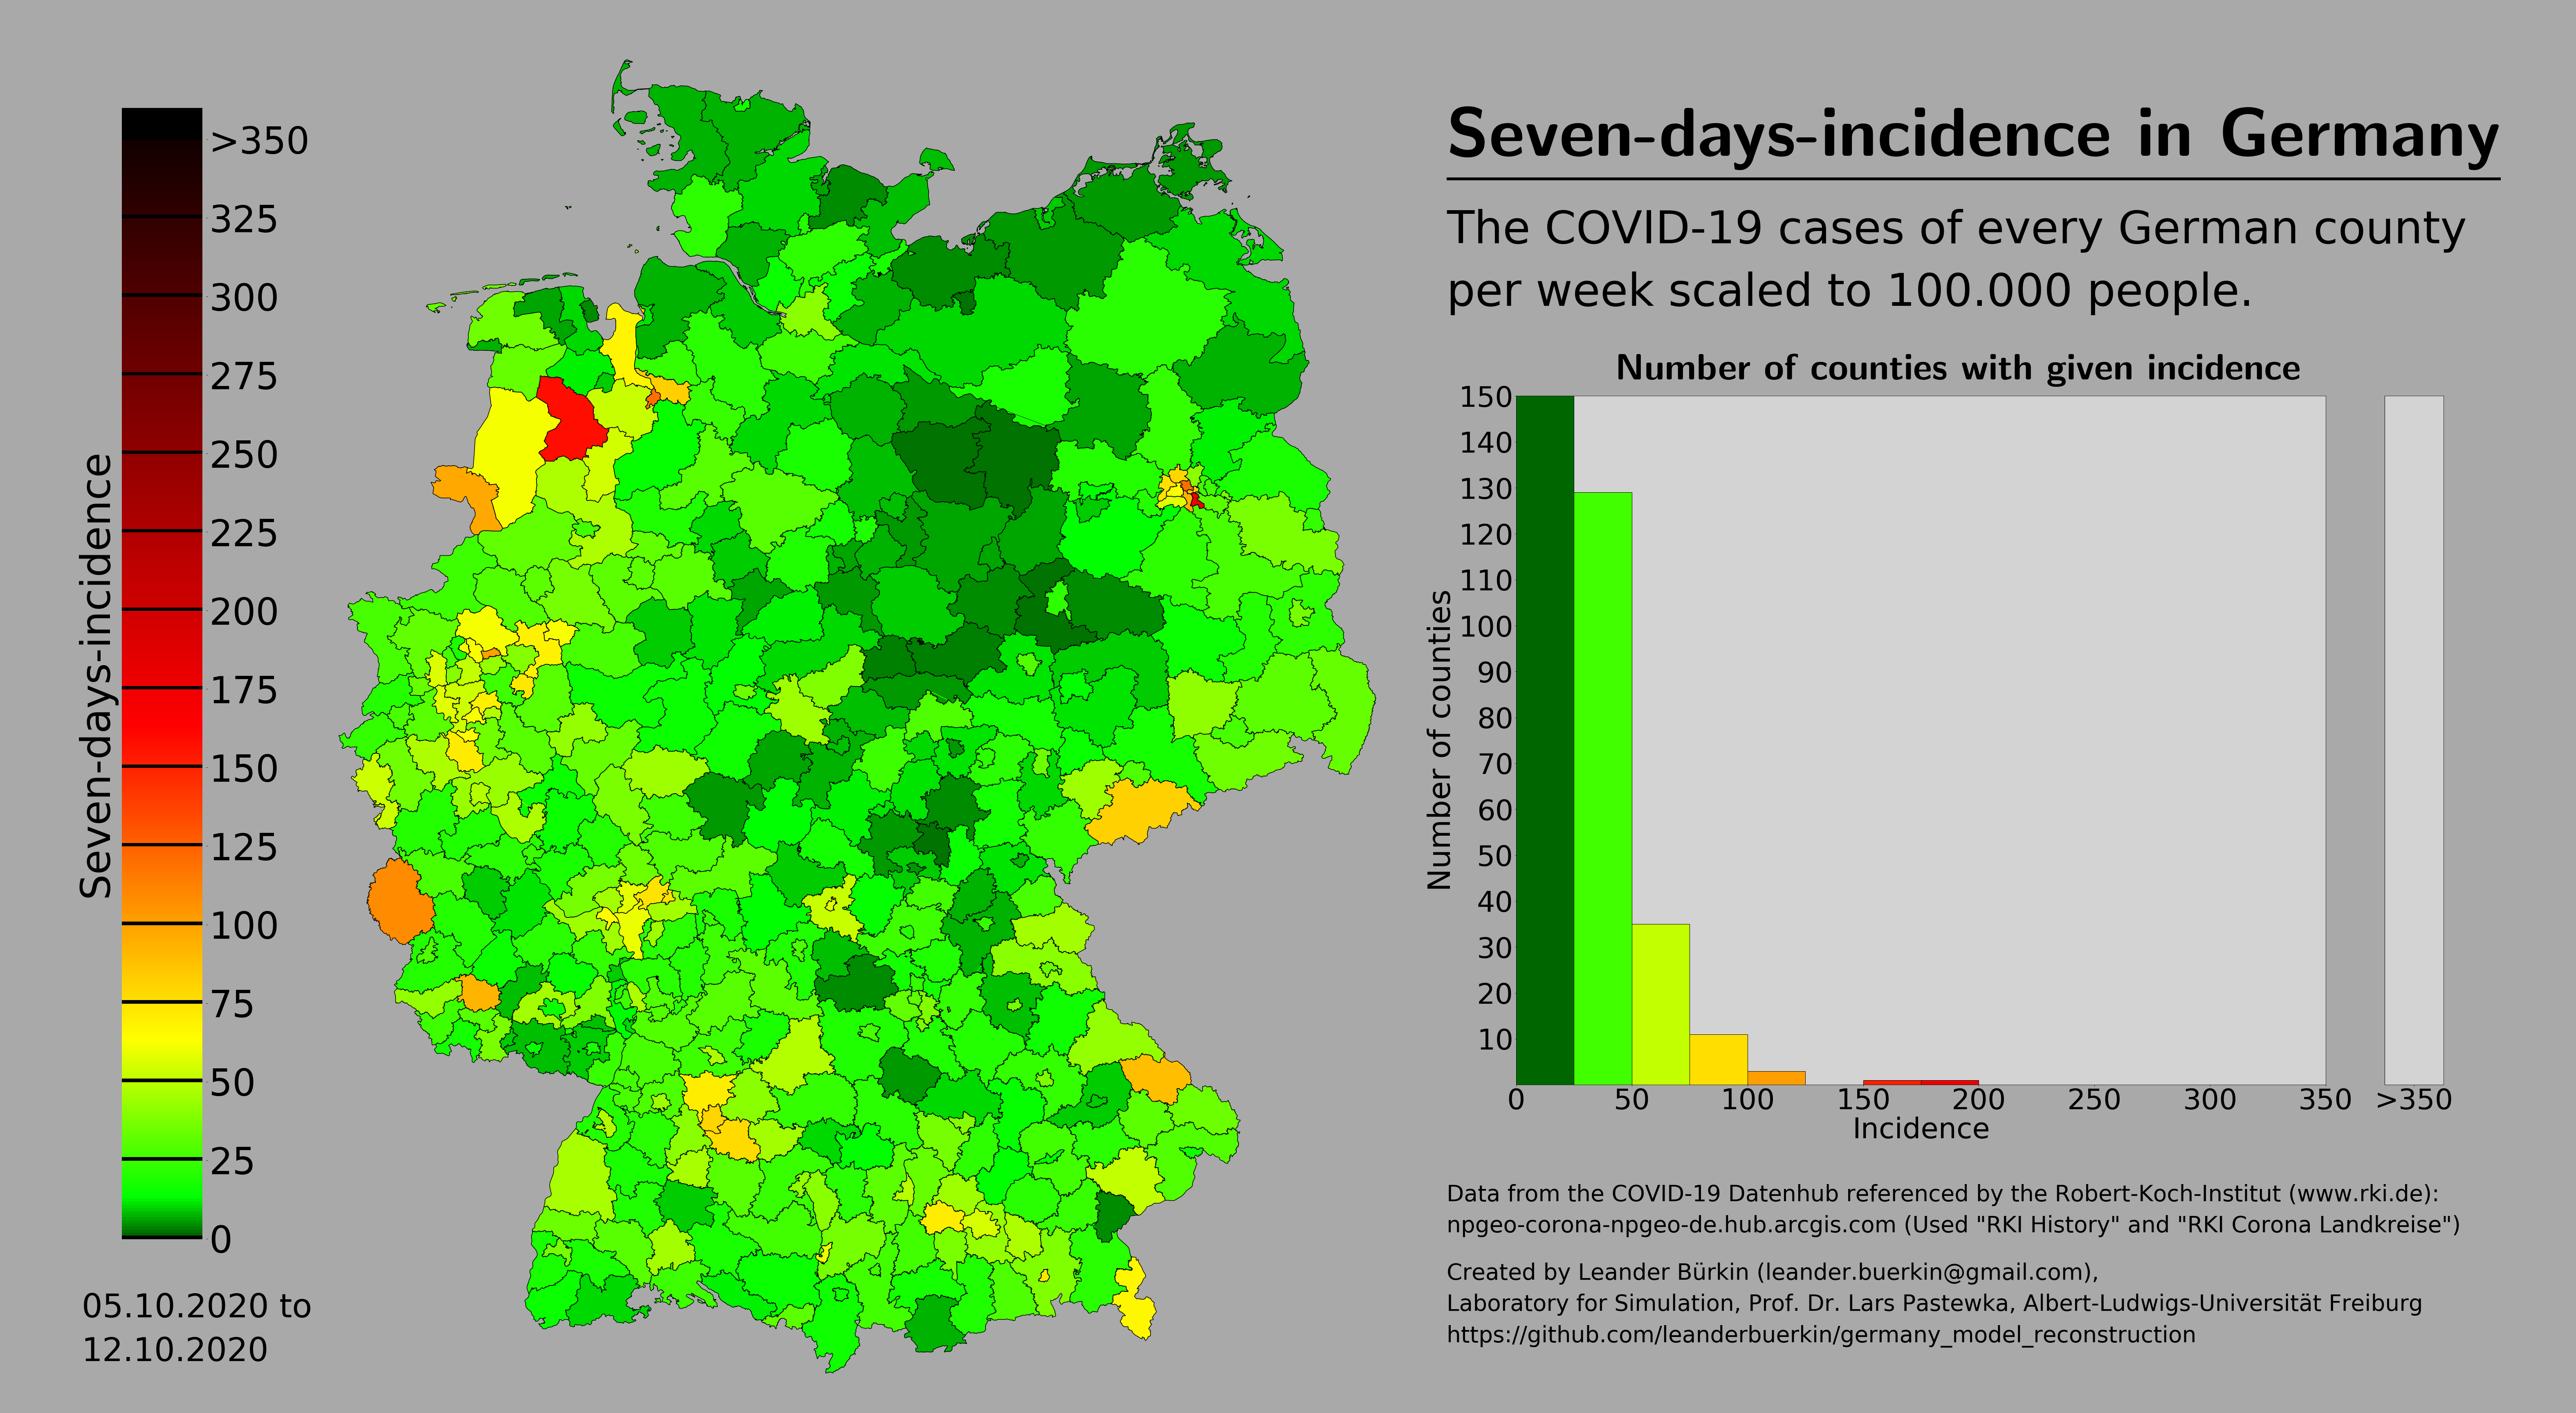 Seven-days-incidence in Germany
The COVID-19 cases of every German county
per week scaled to 100.000 people.
Seven-days-incidence
>350
325
300
275
250
225
200
175
150
125
100
75
50
25
0
05.10.2020 to
12.10.2020
Number of counties with given incidence
Number of counties
150
140
130
120
110
100
90
80
70
60
50
40
30
20
10
0 50 100 150 200 250 300 350 >350
Incidence
Data from the COVID-19 Datenhub referenced by the Robert-Koch-Institut (www.rki.de):
npgeo-corona-npgeo-de.hub.arcgis.com (Used "RKI History" and "RKI Corona Landkreise")
Created by Leander Bürkin (leander.buerkin@gmail.com),
Laboratory for Simulation, Prof. Dr. Lars Pastewka, Albert-Ludwigs-Universität Freiburg
https://github.com/leanderbuerkin/germany_model_reconstruction